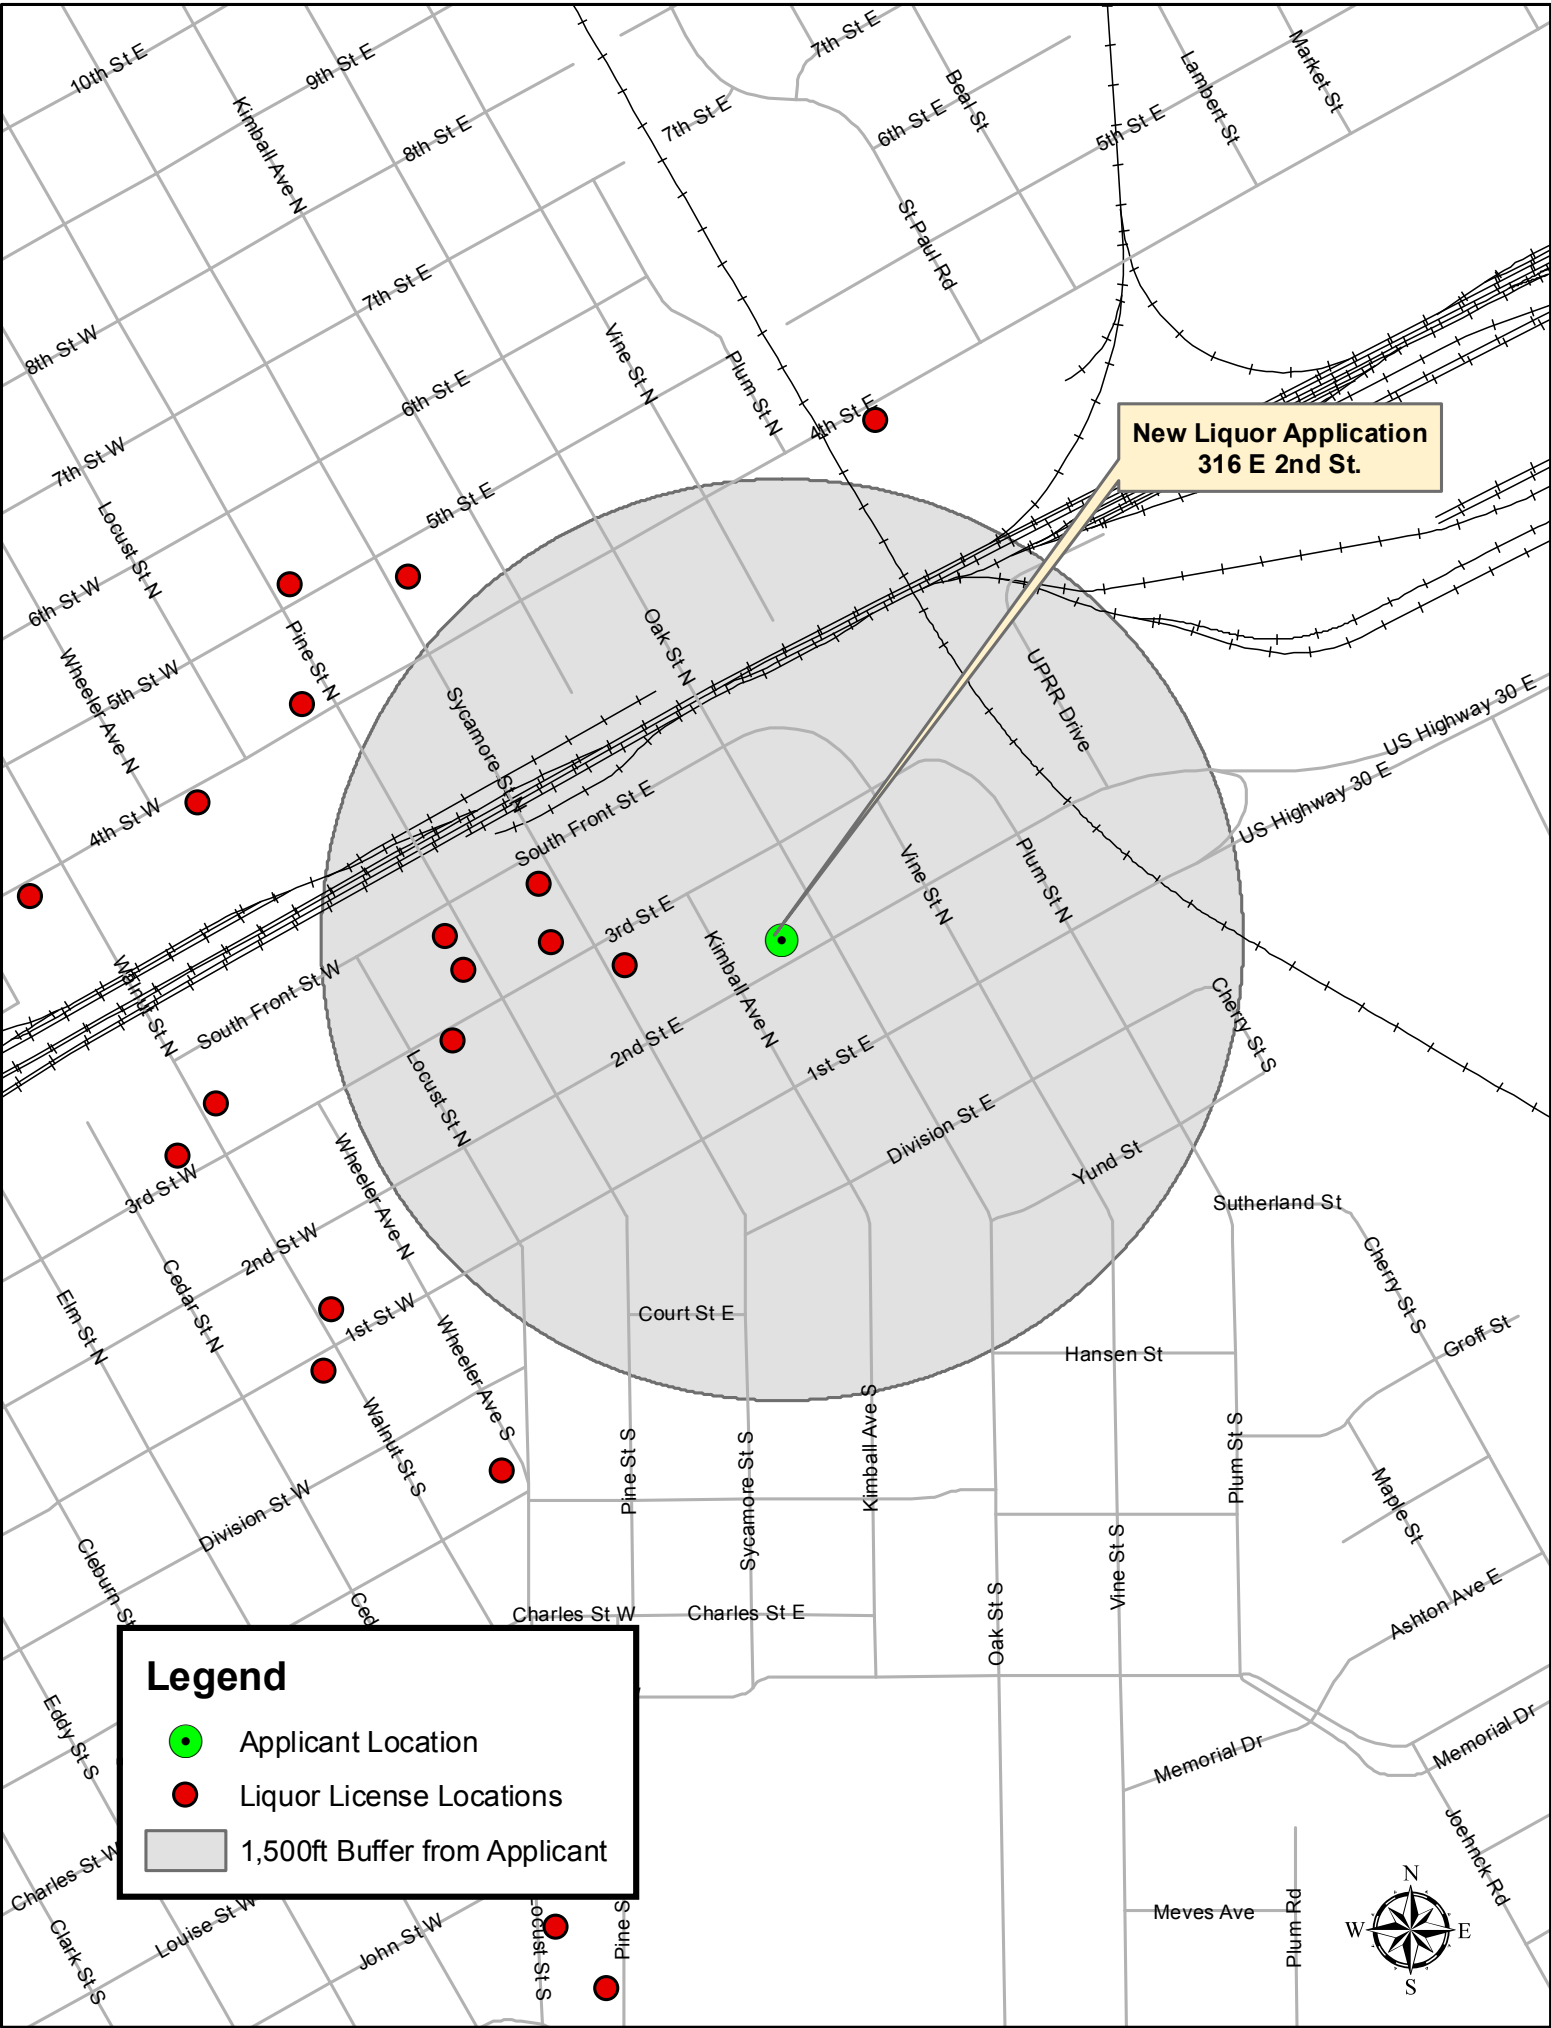 10th St E
9th St E
7th St E
Kimball Ave N
8th St E
7th St E
Beal St
6th St E
5th St E
Lambert St
Market St
St Paul Rd
7th St E
8th St W
6th St E
Vine St N
Plum St N
4th St E
New Liquor Application
316 E 2nd St.
7th St W
5th St E
Locust St N
6th St W
Pine St N
Oak St N
Wheeler Ave N
5th St W
Sycamore St N
UPRR Drive
US Highway 30 E
US Highway 30 E
4th St W
South Front St E
Vine St N
Plum St N
3rd St E
Kimball Ave N
Walnut St N
South Front St W
2nd St E
1st St E
Cherry St S
Locust St N
Division St E
Yund St
Wheeler Ave N
3rd St W
Sutherland St
2nd St W
Cedar St N
Elm St N
Cherry St S
1st St W
Wheeler Ave S
Court St E
Hansen St
Groff St
Walnut St S
Pine St S
Sycamore St S
Kimball Ave S
Plum St S
Maple St
Division St W
Cleburn St
Ced
Vine St S
Oak St S
Charles St W
Charles St E
Ashton Ave E
Legend
Applicant Location
Liquor License Locations
1,500ft Buffer from Applicant
Eddy St S
Memorial Dr
Memorial Dr
Joehnck Rd
Charles St W
Louise St W
Clark St S
John St W
ocust St S
Pine S
Meves Ave
Plum Rd
N
W
E
S